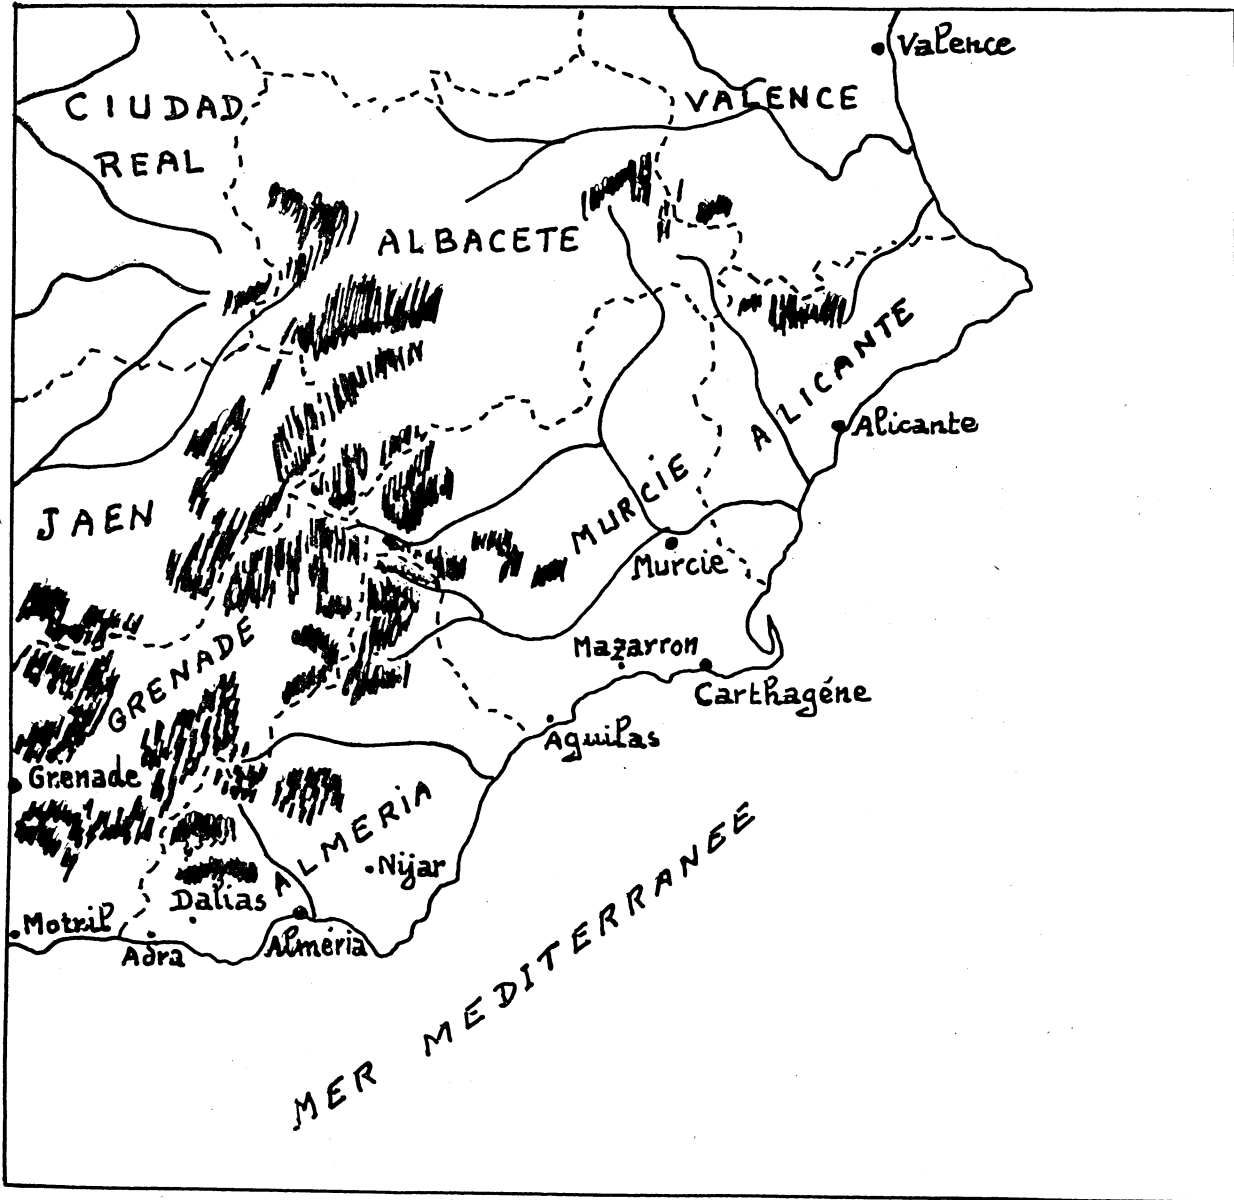 Valence
CIUDAD
REAL
VALENCE
ALBACETE
ALICANTE
Alicante
JAEN
MURCIE
Murcie
GRENADE
Mazarron
Carthagéne
Aguilas
Grenade
ALMERIA
Nijar
Dalias
Motril
Adra
Alméria
MER MEDITERRANEE